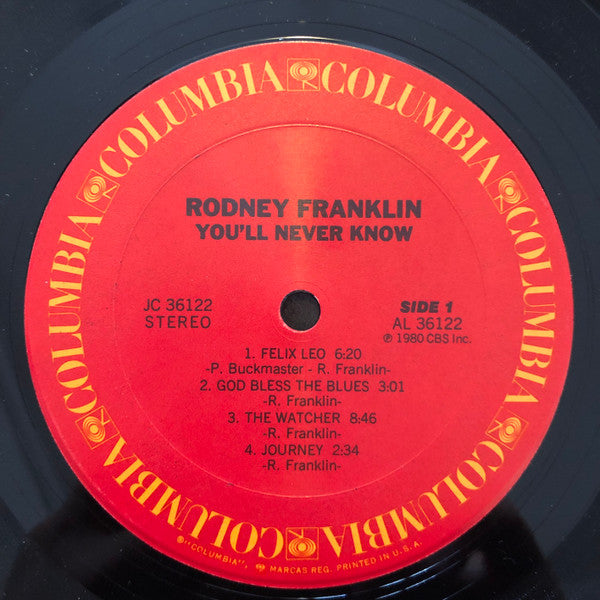 COLUMBIA COLUMBIA COLUMBIA COLUMBIA COLUMBIA COLUMBIA COLUMBIA
RODNEY FRANKLIN
YOU'LL NEVER KNOW
JC 36122
STEREO
SIDE 1
AL 36122
℗ 1980 CBS Inc.
1. FELIX LEO 6:20
-P. Buckmaster - R. Franklin-
2. GOD BLESS THE BLUES 3:01
-R. Franklin-
3. THE WATCHER 8:46
-R. Franklin-
4. JOURNEY 2:34
-R. Franklin-
®"COLUMBIA", MARCAS REG. PRINTED IN U.S.A.